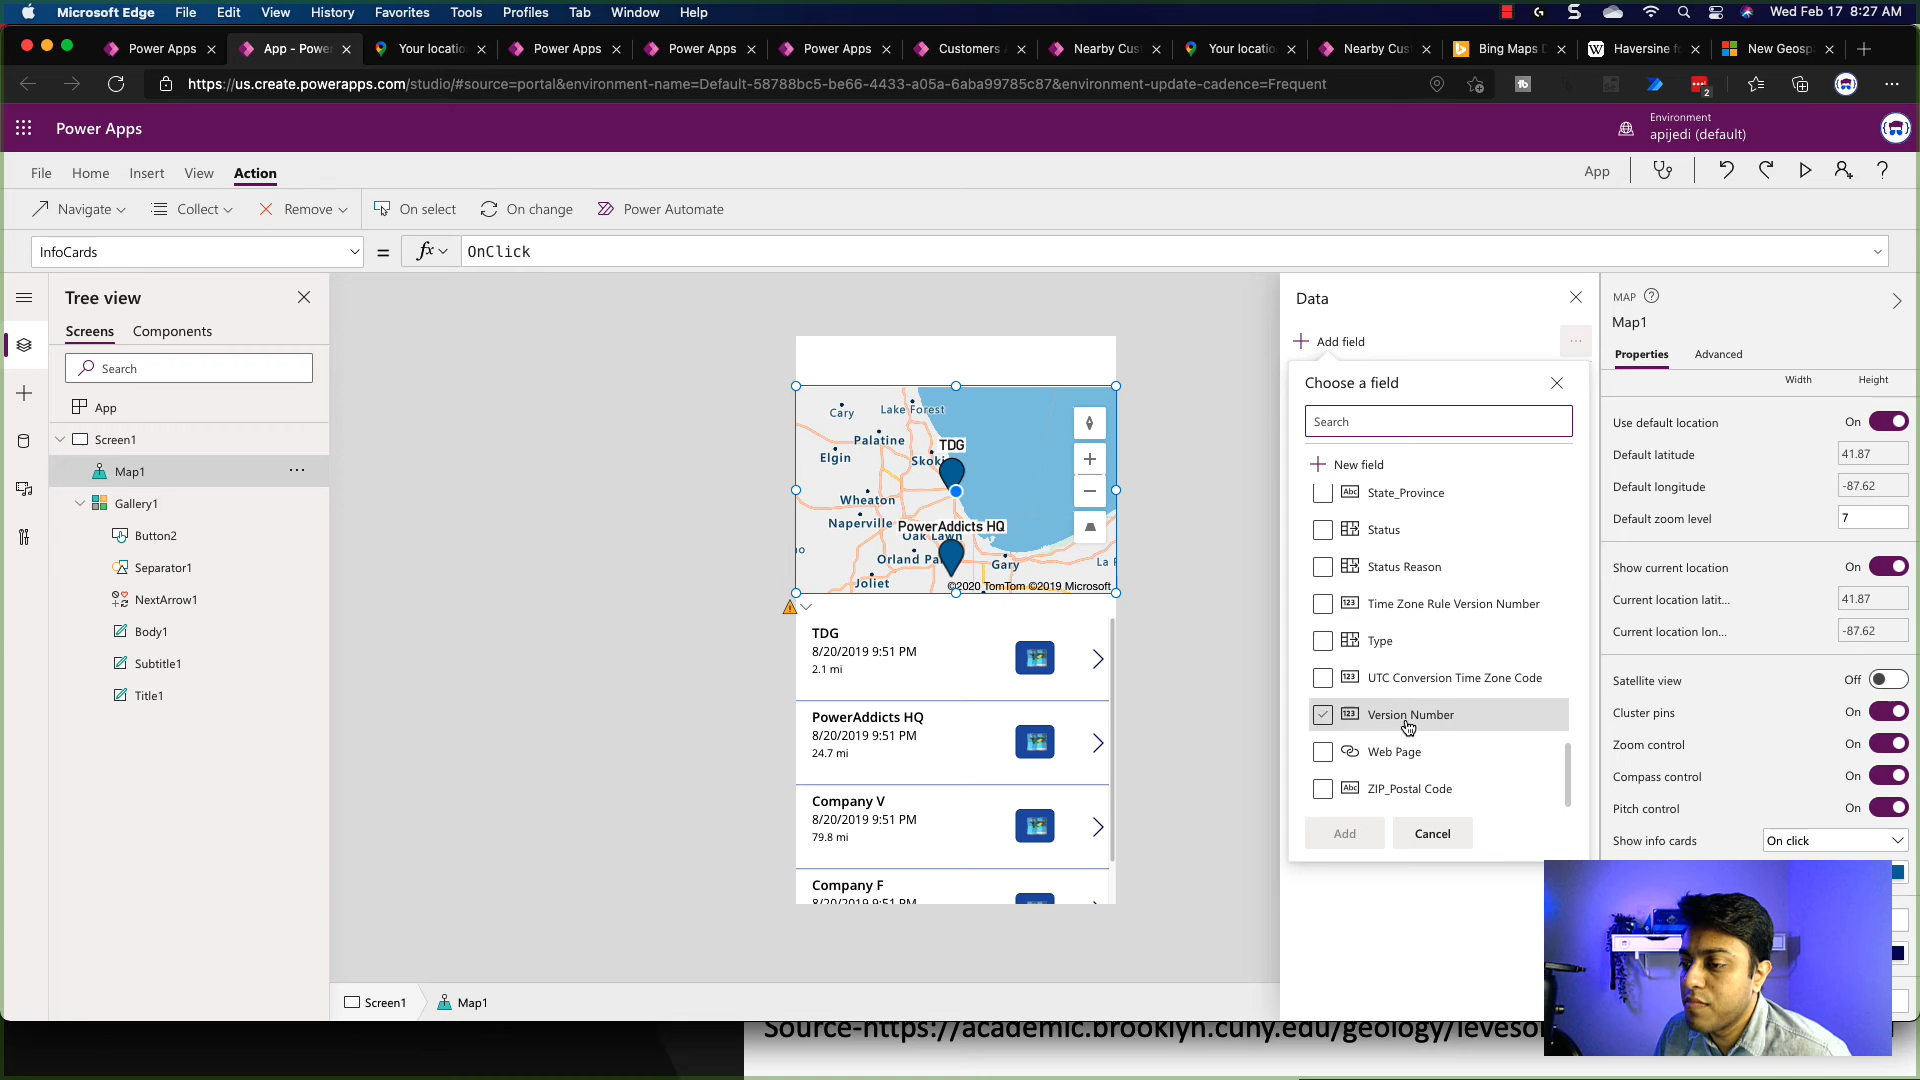 Microsoft Edge File Edit View History Favorites Tools Profiles Tab Window Help Wed Feb 17 8:27 AM
Power Apps App - Power Your locatio Power Apps Power Apps Power Apps Customers Nearby Cus Your locatio Nearby Cus Bing Maps D Haversine fo New Geosp
https://us.create.powerapps.com/studio/#source=portal&environment-name=Default-58788bc5-be66-4433-a05a-6aba99785c87&environment-update-cadence=Frequent
2
Power Apps
Environment
apijedi (default)
File Home Insert View Action App
Navigate Collect Remove On select On change Power Automate
InfoCards = fx OnClick
Tree view
Screens Components
Search
App
Screen1
Map1
Gallery1
Button2
Separator1
NextArrow1
Body1
Subtitle1
Title1
Cary Lake Forest
Palatine TDG
Elgin Skoki
Wheaton
Naperville PowerAddicts HQ
Oak Lawn
Orland Pa Gary
Joliet
©2020 TomTom ©2019 Microsoft
TDG
8/20/2019 9:51 PM
2.1 mi
PowerAddicts HQ
8/20/2019 9:51 PM
24.7 mi
Company V
8/20/2019 9:51 PM
79.8 mi
Company F
8/20/2019 9:51 PM
Screen1 Map1
Data
Add field
Choose a field
Search
New field
Abc State_Province
Status
Status Reason
123 Time Zone Rule Version Number
Type
123 UTC Conversion Time Zone Code
123 Version Number
Web Page
Abc ZIP_Postal Code
Add Cancel
MAP
Map1
Properties Advanced
Width Height
Use default location On
Default latitude 41.87
Default longitude -87.62
Default zoom level 7
Show current location On
Current location latit... 41.87
Current location lon... -87.62
Satellite view Off
Cluster pins On
Zoom control On
Compass control On
Pitch control On
Show info cards On click
Source-https://academic.brooklyn.cuny.edu/geology/leveso